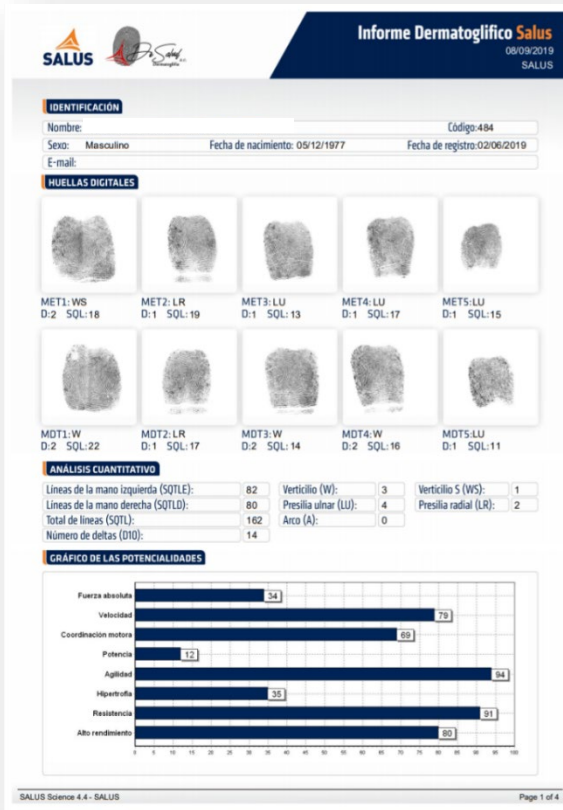 Informe Dermatoglifico Salus
08/09/2019
SALUS
SALUS
Dr Salud
IDENTIFICACIÓN
Nombre: Código:484
Sexo: Masculino Fecha de nacimiento: 05/12/1977 Fecha de registro:02/06/2019
E-mail:
HUELLAS DIGITALES
MET1: WS MET2: LR MET3: LU MET4: LU MET5:LU
D:2 SQL:18 D:1 SQL:19 D:1 SQL:13 D:1 SQL:17 D:1 SQL:15
MDT1:W MDT2: LR MDT3: W MDT4: W MDT5:LU
D:2 SQL:22 D:1 SQL:17 D:2 SQL:14 D:2 SQL:16 D:1 SQL:11
ANÁLISIS CUANTITATIVO
Líneas de la mano izquierda (SQTLE): 82 Verticilio (W): 3 Verticilio S (WS): 1
Líneas de la mano derecha (SQTLD): 80 Presilia ulnar (LU): 4 Presilia radial (LR): 2
Total de líneas (SQTL): 162 Arco (A): 0
Número de deltas (D10): 14
GRÁFICO DE LAS POTENCIALIDADES
Fuerza absoluta 34
Velocidad 79
Coordinación motora 69
Potencia 12
Agilidad 94
Hipertrofia 35
Resistencia 91
Alto rendimiento 80
0 5 10 15 20 25 30 35 40 45 50 55 60 65 70 75 80 85 90 95 100
SALUS Science 4.4 - SALUS Page 1 of 4